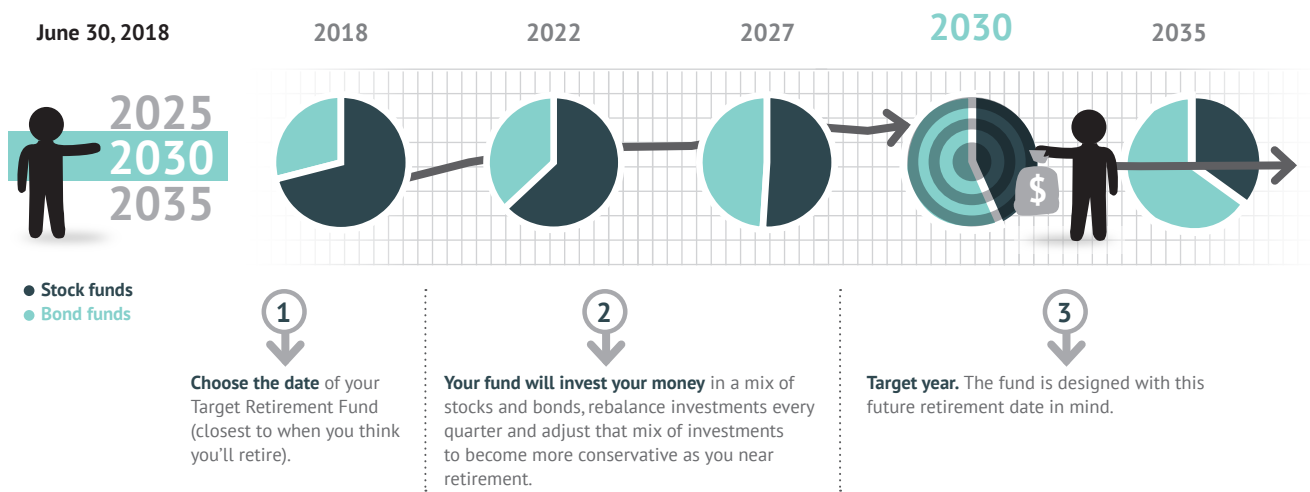 June 30, 2018
2018
2022
2027
2030
2035
2025
2030
2035
$
Stock funds
Bond funds
1
Choose the date of your
Target Retirement Fund
(closest to when you think
you’ll retire).
2
Your fund will invest your money in a mix of
stocks and bonds, rebalance investments every
quarter and adjust that mix of investments
to become more conservative as you near
retirement.
3
Target year. The fund is designed with this
future retirement date in mind.